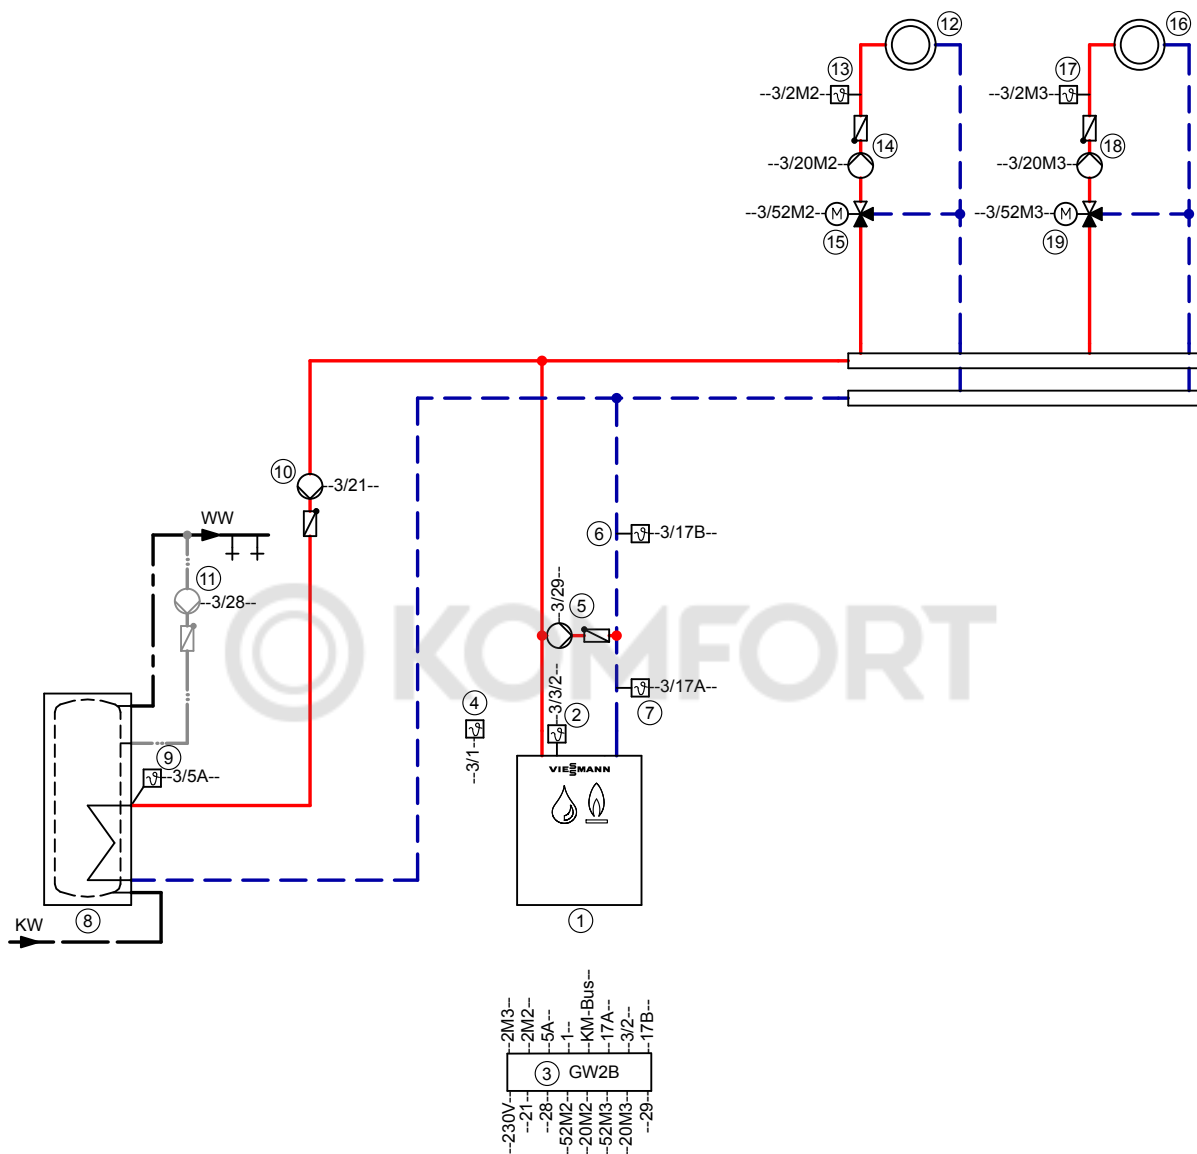 12
16
13
17
--3/2M2--
--3/2M3--
14
18
--3/20M2--
--3/20M3--
--3/52M2--
M
--3/52M3--
M
15
19
10
--3/21--
WW
6
--3/17B--
11
--3/28--
--3/29--
5
KOMFORT
--3/3/2--
--3/17A--
4
2
7
--3/1--
9
--3/5A--
VIESSMANN
8
1
KW
--2M3--
--2M2--
--5A--
--1--
--KM-Bus--
--17A--
--3/2--
--17B--
3
GW2B
--230V--
--21--
--28--
--52M2--
--20M2--
--52M3--
--20M3--
--29--